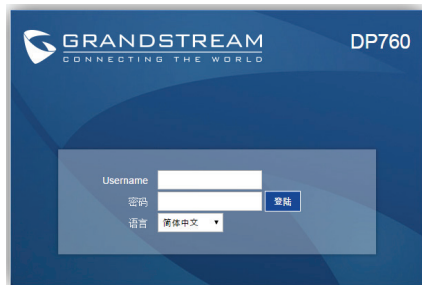 GRANDSTREAM DP760
CONNECTING THE WORLD
Username
密码 登陆
语言 简体中文